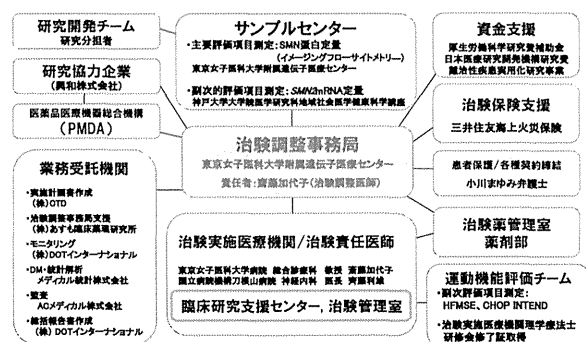 研究開発チーム
研究分担者
研究協力企業
(興和株式会社)
医薬品医療機器総合機構
(PMDA)
業務受託機関
・実施計画書作成
(株)OTD
・治験調整事務局支援
(株)あすも臨床薬理研究所
・モニタリング
(株)DOTインターナショナル
・DM・統計解析
メディカル統計株式会社
・監査
ACメディカル株式会社
・総括報告書作成
(株) DOTインターナショナル
サンプルセンター
・主要評価項目測定:SMN蛋白定量
(イメージングフローサイトメトリー)
東京女子医科大学附属遺伝子医療センター
・副次的評価項目測定:SMN2mRNA定量
神戸大学大学院医学研究科地域社会医学健康科学講座
治験調整事務局
東京女子医科大学附属遺伝子医療センター
責任者:齋藤加代子(治験調整医師)
治験実施医療機関/治験責任医師
東京女子医科大学病院 総合診療科 教授 斎藤加代子
国立病院機構刀根山病院 神経内科 医長 齊藤利雄
臨床研究支援センター, 治験管理室
資金支援
厚生労働科学研究費補助金
日本医療研究開発機構研究費
難治性疾患実用化研究事業
治験保険支援
三井住友海上火災保険
患者保護/各種契約締結
小川まゆみ弁護士
治験薬管理室
薬剤部
運動機能評価チーム
・副次評価項目測定:
HFMSE、CHOP INTEND
・治験実施医療機関理学療法士
研修会修了証取得